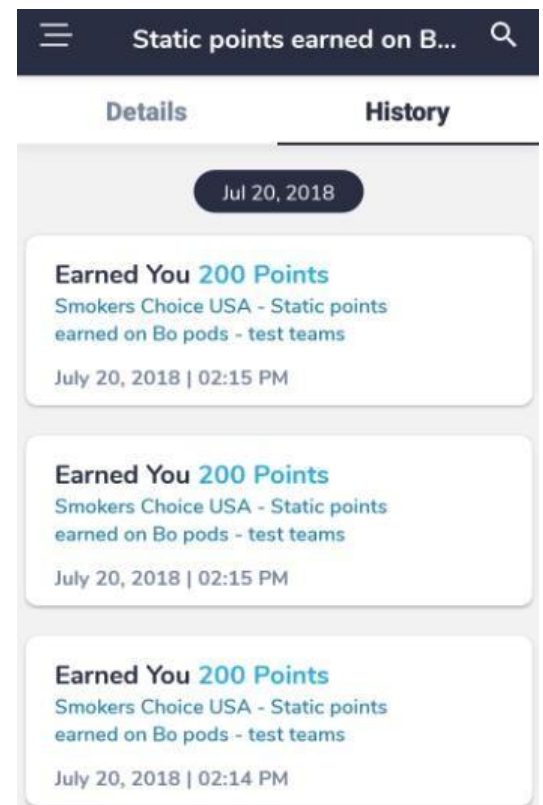 Static points earned on B...
Details
History
Jul 20, 2018
Earned You 200 Points
Smokers Choice USA - Static points
earned on Bo pods - test teams
July 20, 2018 | 02:15 PM
Earned You 200 Points
Smokers Choice USA - Static points
earned on Bo pods - test teams
July 20, 2018 | 02:15 PM
Earned You 200 Points
Smokers Choice USA - Static points
earned on Bo pods - test teams
July 20, 2018 | 02:14 PM